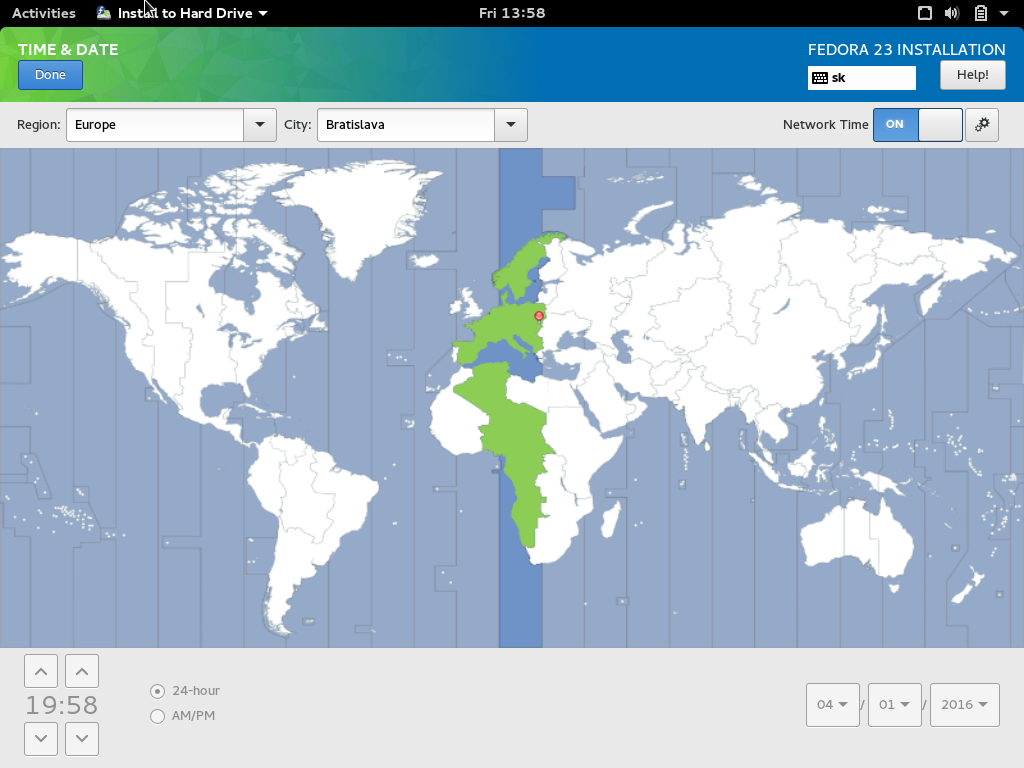 Activities Install to Hard Drive Fri 13:58
TIME & DATE FEDORA 23 INSTALLATION
Done sk Help!
Region: Europe City: Bratislava Network Time ON
19:58
24-hour
AM/PM
04 / 01 / 2016